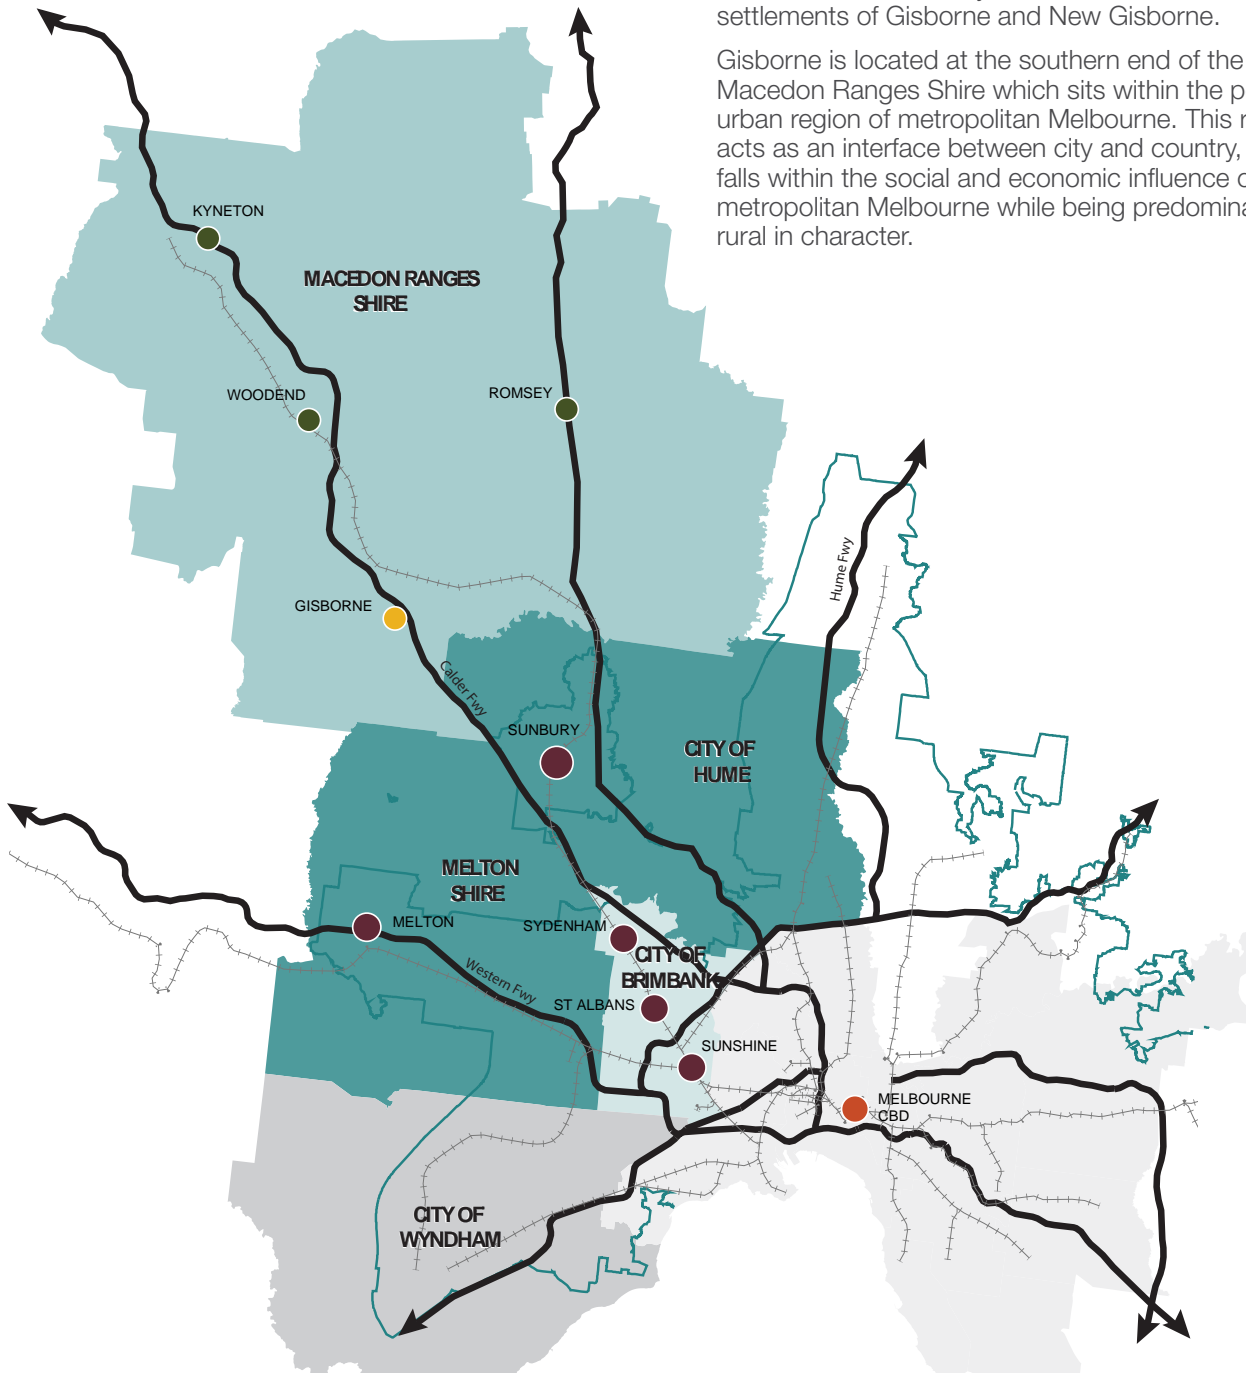 settlements of Gisborne and New Gisborne.
Gisborne is located at the southern end of the
Macedon Ranges Shire which sits within the
urban region of metropolitan Melbourne. This
acts as an interface between city and country,
falls within the social and economic influence
metropolitan Melbourne while being
rural in character.
KYNETON
MACEDON RANGES
SHIRE
WOODEND
ROMSEY
Hume Fwy
GISBORNE
Calder Fwy
SUNBURY
CITY OF
HUME
MELTON
SHIRE
MELTON
SYDENHAM
CITY OF
BRIMBANK
Western Fwy
ST ALBANS
SUNSHINE
MELBOURNE
CBD
CITY OF
WYNDHAM